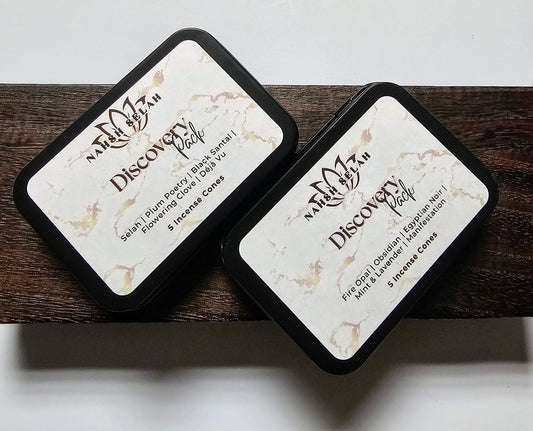 NAHSH SELAH
Discovery
Pack
Selah | Plum Poetry | Black Santal |
Flowering Clove | Déjà Vu
5 Incense Cones
NAHSH SELAH
Discovery
Pack
Fire Opal | Obsidian | Egyptian Noir |
Mint & Lavender | Manifestation
5 Incense Cones